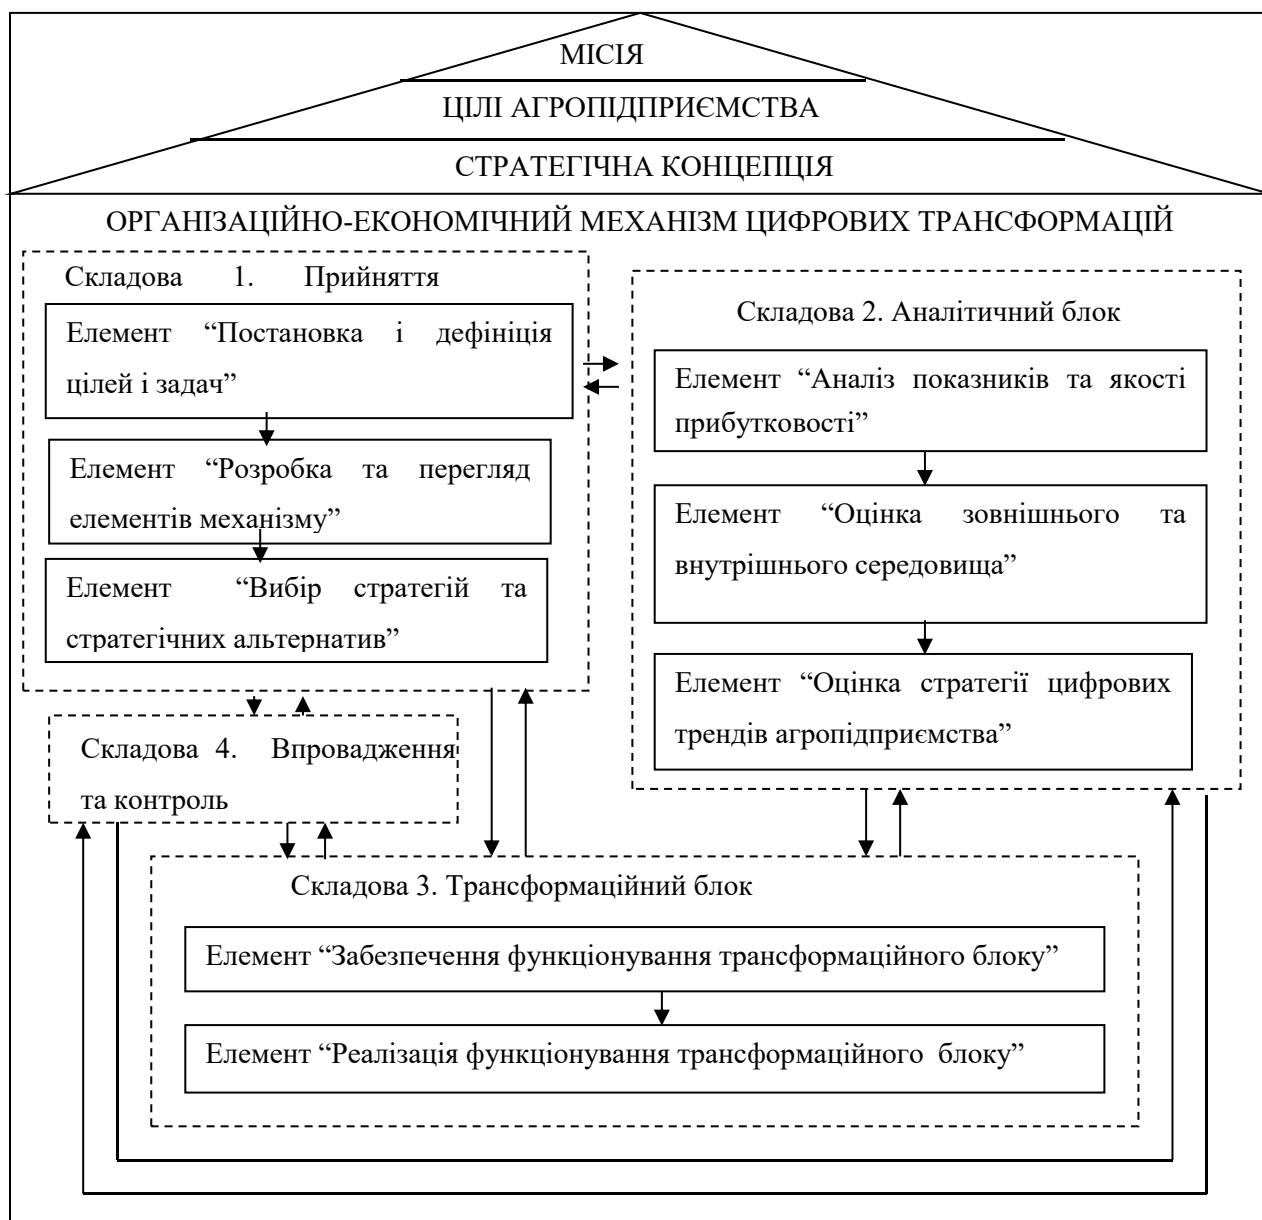 МІСІЯ
ЦІЛІ АГРОПІДПРИЄМСТВА
СТРАТЕГІЧНА КОНЦЕПЦІЯ
ОРГАНІЗАЦІЙНО-ЕКОНОМІЧНИЙ МЕХАНІЗМ ЦИФРОВИХ ТРАНСФОРМАЦІЙ
Складова 1. Прийняття
Елемент “Постановка і дефініція
цілей і задач”
Елемент “Розробка та перегляд
елементів механізму”
Елемент “Вибір стратегій та
стратегічних альтернатив”
Складова 2. Аналітичний блок
Елемент “Аналіз показників та якості
прибутковості”
Елемент “Оцінка зовнішнього та
внутрішнього середовища”
Елемент “Оцінка стратегії цифрових
трендів агропідприємства”
Складова 4. Впровадження
та контроль
Складова 3. Трансформаційний блок
Елемент “Забезпечення функціонування трансформаційного блоку”
Елемент “Реалізація функціонування трансформаційного блоку”